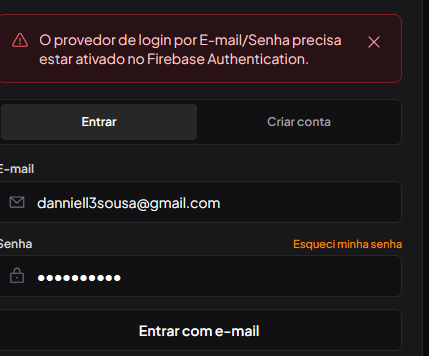 O provedor de login por E-mail/Senha precisa
estar ativado no Firebase Authentication.
Entrar
Criar conta
E-mail
danniell3sousa@gmail.com
Senha
Esqueci minha senha
Entrar com e-mail